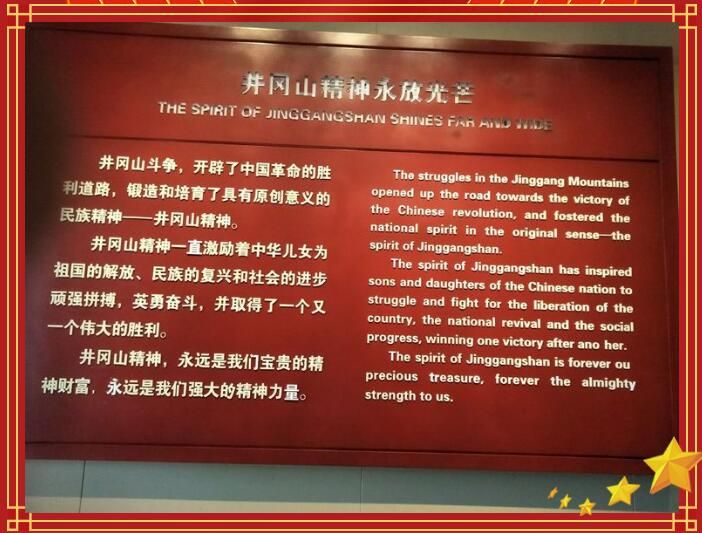 井冈山精神永放光芒
THE SPIRIT OF JINGGANGSHAN SHINES FAR AND WIDE
井冈山斗争，开辟了中国革命的胜
利道路，锻造和培育了具有原创意义的
民族精神——井冈山精神。
井冈山精神一直激励着中华儿女为
祖国的解放、民族的复兴和社会的进步
顽强拼搏，英勇奋斗，并取得了一个又
一个伟大的胜利。
井冈山精神，永远是我们宝贵的精
神财富，永远是我们强大的精神力量。
The struggles in the Jinggang Mountains
opened up the road towards the victory of
the Chinese revolution, and fostered the
national spirit in the original sense—the
spirit of Jinggangshan.
The spirit of Jinggangshan has inspired
sons and daughters of the Chinese nation to
struggle and fight for the liberation of the
country, the national revival and the social
progress, winning one victory after ano her.
The spirit of Jinggangshan is forever ou
precious treasure, forever the almighty
strength to us.